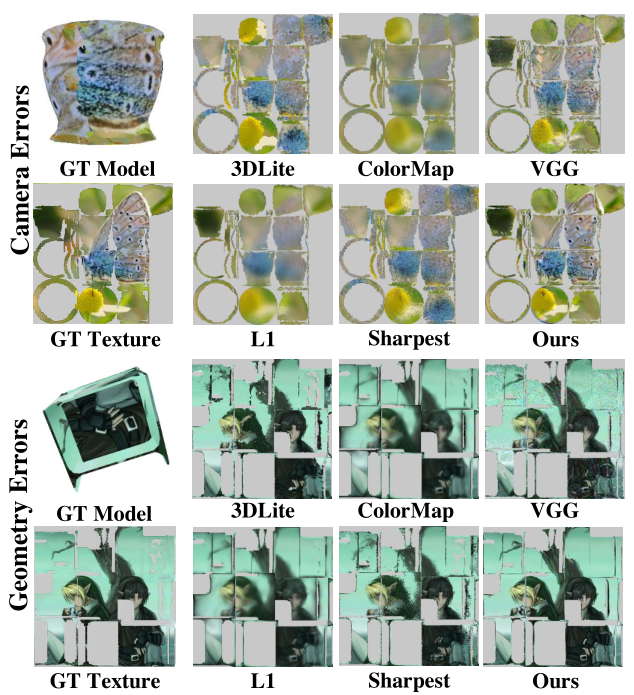 Camera Errors
GT Model
3DLite
ColorMap
VGG
GT Texture
L1
Sharpest
Ours
Geometry Errors
GT Model
3DLite
ColorMap
VGG
GT Texture
L1
Sharpest
Ours